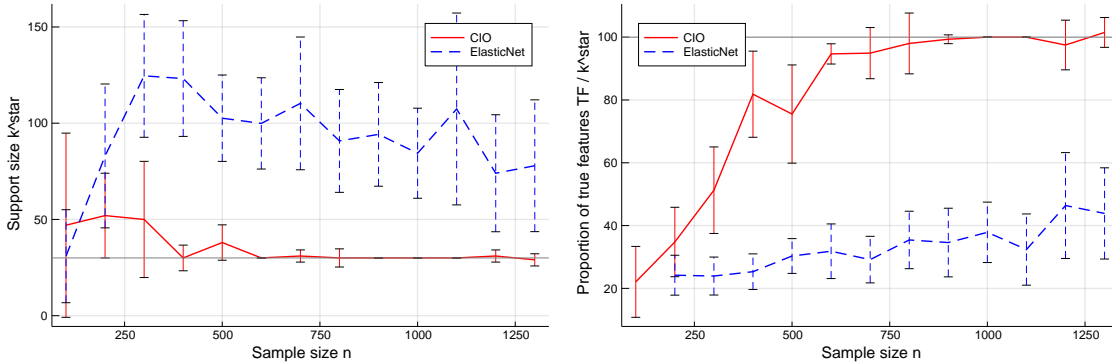 150
100
50
0
Support size k^star
CIO
ElasticNet
250
500
750
1000
1250
Sample size n
100
80
60
40
20
Proportion of true features TF / k^star
CIO
ElasticNet
250
500
750
1000
1250
Sample size n